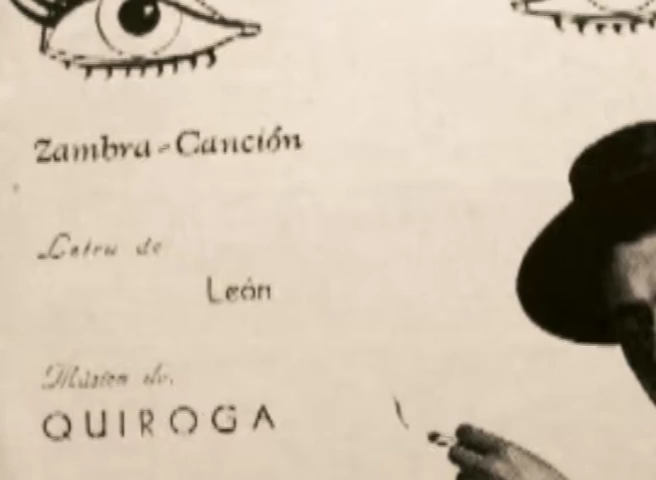 Zambra-Canción
Letra de
León
Música de.
QUIROGA